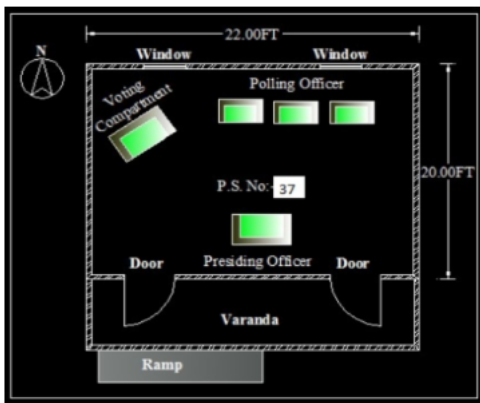 22.00FT
N
Window
Window
Voting
Compartment
Polling Officer
20.00FT
P.S. No:- 37
Presiding Officer
Door
Door
Varanda
Ramp